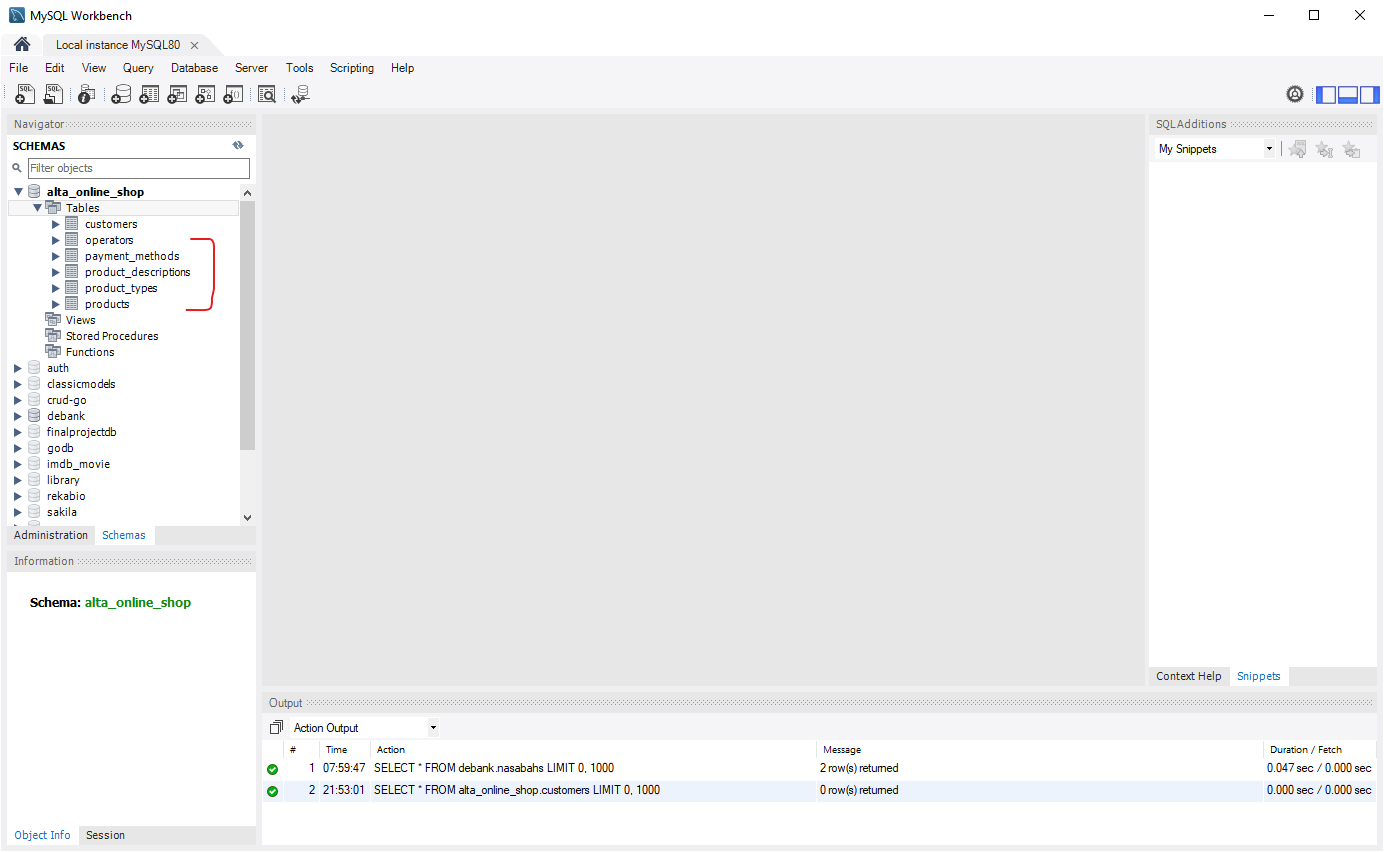 MySQL Workbench
Local instance MySQL80
File Edit View Query Database Server Tools Scripting Help
Navigator
SCHEMAS
Filter objects
alta_online_shop
Tables
customers
operators
payment_methods
product_descriptions
product_types
products
Views
Stored Procedures
Functions
auth
classicmodels
crud-go
debank
finalprojectdb
godb
imdb_movie
library
rekabio
sakila
Administration Schemas
Information
Schema: alta_online_shop
Object Info Session
SQLAdditions
My Snippets
Context Help Snippets
Output
Action Output
# Time Action Message Duration / Fetch
1 07:59:47 SELECT * FROM debank.nasabahs LIMIT 0, 1000 2 row(s) returned 0.047 sec / 0.000 sec
2 21:53:01 SELECT * FROM alta_online_shop.customers LIMIT 0, 1000 0 row(s) returned 0.000 sec / 0.000 sec